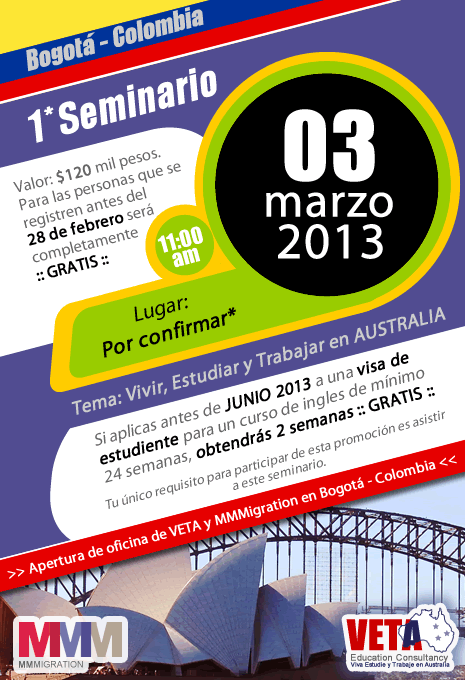 Bogotá - Colombia
1* Seminario
Valor: $120 mil pesos.
Para las personas que se
registren antes del
28 de febrero será
completamente
:: GRATIS ::
03
marzo
2013
11:00
am
Lugar:
Por confirmar*
Tema: Vivir, Estudiar y Trabajar en AUSTRALIA
Si aplicas antes de JUNIO 2013 a una visa de
estudiente para un curso de ingles de mínimo
24 semanas, obtendrás 2 semanas :: GRATIS ::
Tu único requisito para participar de esta promoción es asistir
a este seminario.
>> Apertura de oficina de VETA y MMMigration en Bogotá - Colombia <<
MMM
MMMIGRATION
VETA
Education Consultancy
Viva Estudie y Trabaje en Australia